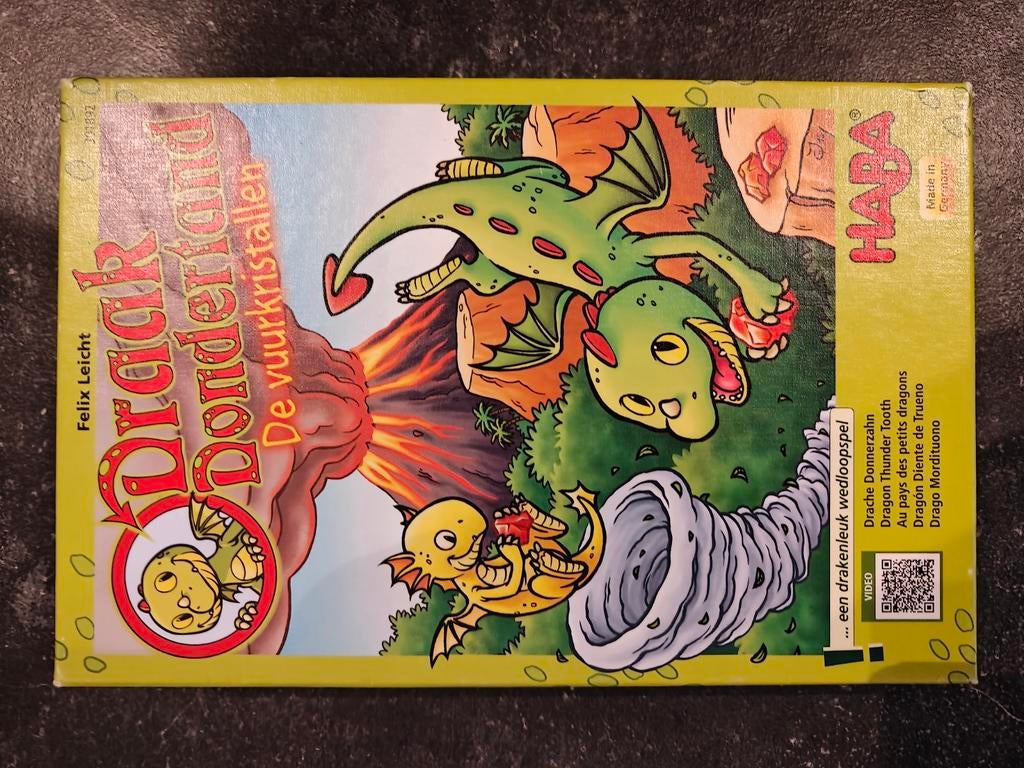 Felix Leicht
Draak
Dondertand
De vuurkristallen
... een drakenleuk wedloopspel
VIDEO
Drache Donnerzahn
Dragon Thunder Tooth
Au pays des petits dragons
Dragón Diente de Trueno
Drago Mordituono
HABA®
Made in
Germany